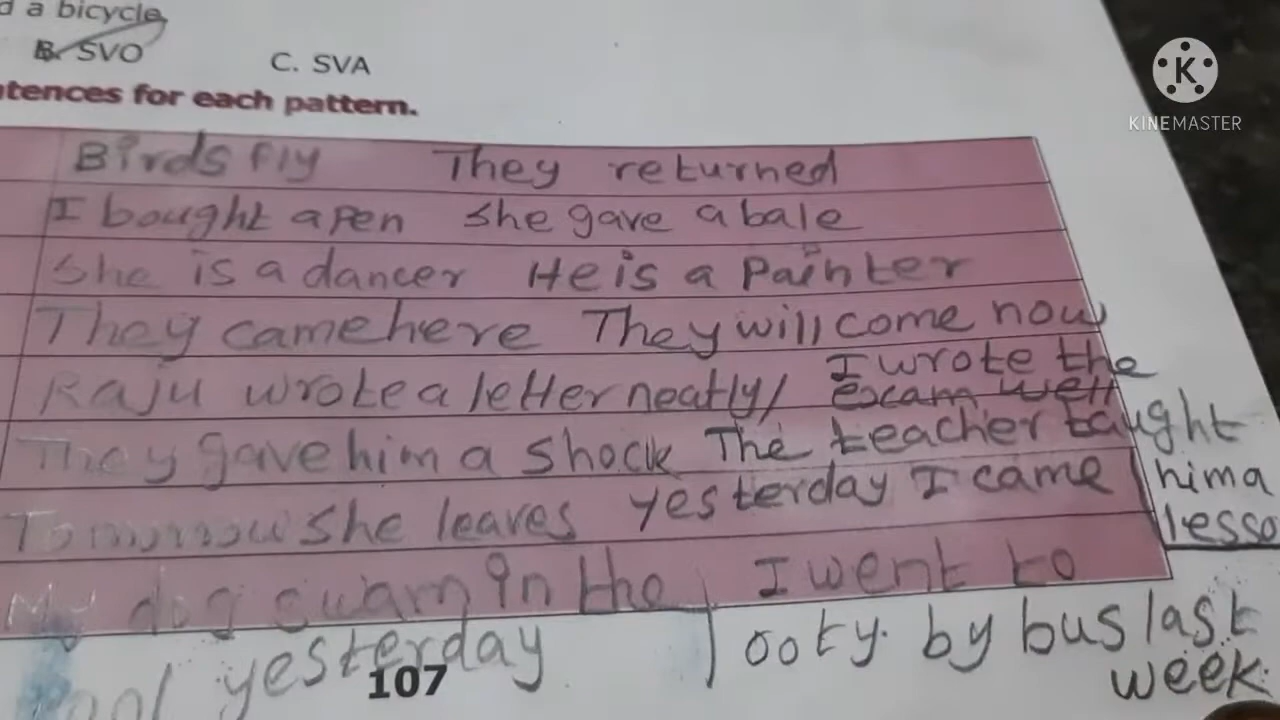 d a bicycle
B. SVO C. SVA
tences for each pattern.
Birds fly They returned
I bought a pen She gave a bale
She is a dancer He is a Painter
They came here They will come now
Raju wrote a letter neatly/ I wrote the exam well
They gave him a shock The teacher taught him a lesso
Tomorrow she leaves yesterday I came
My dog swam in the I went to
ool yesterday ooty. by bus last week.
107
KINEMASTER